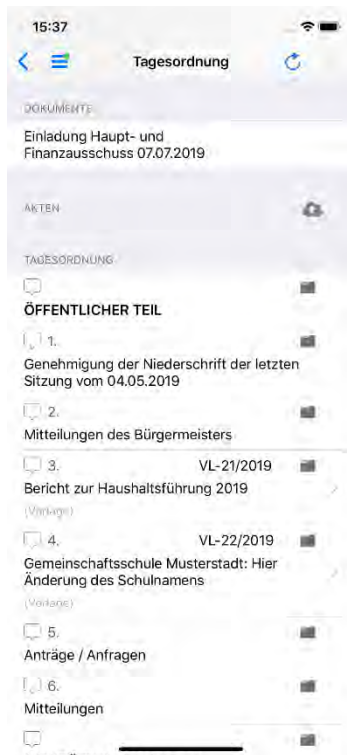 15:37
Tagesordnung
DOKUMENTE
Einladung Haupt- und
Finanzausschuss 07.07.2019
AKTEN
TAGESORDNUNG
ÖFFENTLICHER TEIL
1.
Genehmigung der Niederschrift der letzten
Sitzung vom 04.05.2019
2.
Mitteilungen des Bürgermeisters
3. VL-21/2019
Bericht zur Haushaltsführung 2019
(Vorlage)
4. VL-22/2019
Gemeinschaftsschule Musterstadt: Hier
Änderung des Schulnamens
(Vorlage)
5.
Anträge / Anfragen
6.
Mitteilungen